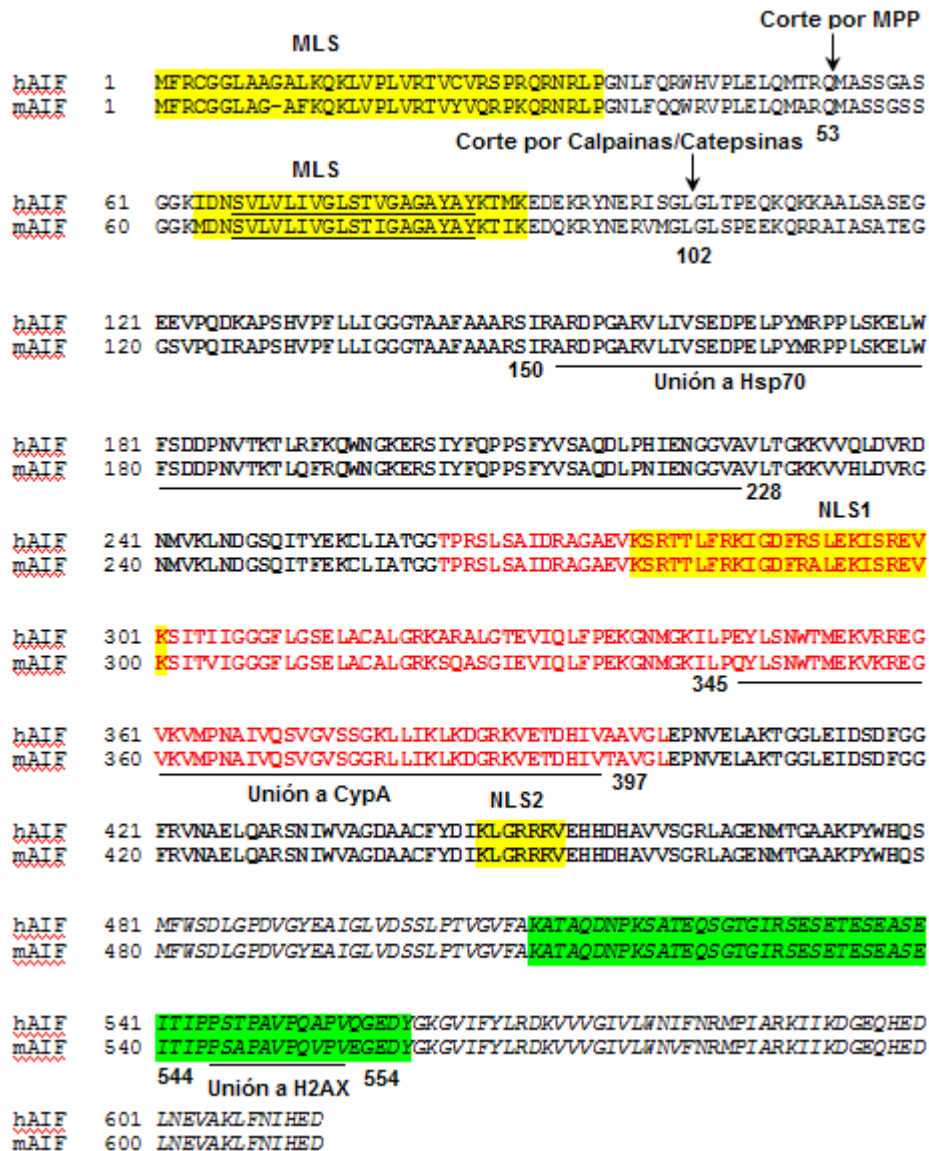 Corte por MPP
MLS
hAIF 1 MFRCGGLAAGALKQKLVPLVRTVCVRSPRQRNRLPGNLFQRWHVPLELQMTRQMASSGAS
mAIF 1 MFRCGGLAG-AFKQKLVPLVRTVYVQRPKQRNRLPGNLFQQWRVPLELQMARQMASSGSS
53
Corte por Calpainas/Catepsinas
MLS
hAIF 61 GGKIDNSVLVLIVGLSTVGAGAYAYKTMKEDEKRYNERISGLGLTPEQKQKKAALSASEG
mAIF 60 GGKMDNSVLVLIVGLSTIGAGAYAYKTIKEDQKRYNERVMGLGLSPEEKQRRAIASATEG
102
hAIF 121 EEVPQDKAPSHVPFLLIGGGTAAFAAARSIRARDPGARVLIVSEDPELPYMRPPLSKELW
mAIF 120 GSVPQIRAPSHVPFLLIGGGTAAFAAARSIRARDPGARVLIVSEDPELPYMRPPLSKELW
150 Unión a Hsp70
hAIF 181 FSDDPNVTKTLRFKQWNGKERSIYFQPPSFYVSAQDLPHIENGGVAVLTGKKVVQLDVRD
mAIF 180 FSDDPNVTKTLQFRQWNGKERSIYFQPPSFYVSAQDLPNIENGGVAVLTGKKVVHLDVRG
228
NLS1
hAIF 241 NMVKLNDGSQITYEKCLIATGGTPRSLSAIDRAGAEVKSRTTLFRKIGDFRSLEKISREV
mAIF 240 NMVKLNDGSQITFEKCLIATGGTPRSLSAIDRAGAEVKSRTTLFRKIGDFRALEKISREV
hAIF 301 KSITIIGGGFLGSELACALGRKARALGTEVIQLFPEKGNMGKILPEYLSNWTMEKVRREG
mAIF 300 KSITVIGGGFLGSELACALGRKSQASGIEVIQLFPEKGNMGKILPQYLSNWTMEKVKREG
345
hAIF 361 VKVMPNAIVQSVGVSSGKLLIKLKDGRKVETDHIVAAVGLEPNVELAKTGGLEIDSDFGG
mAIF 360 VKVMPNAIVQSVGVSGGRLLIKLKDGRKVETDHIVTAVGLEPNVELAKTGGLEIDSDFGG
Unión a CypA 397
NLS2
hAIF 421 FRVNAELQARSNIWVAGDAACFYDIKLGRRRVEHHDHAVVSGRLAGENMTGAAKPYWHQS
mAIF 420 FRVNAELQARSNIWVAGDAACFYDIKLGRRRVEHHDHAVVSGRLAGENMTGAAKPYWHQS
hAIF 481 MFWSDLGPDVGYEAIGLVDSSLPTVGVFAKATAQDNPKSATEQSGTGIRSESETESEASE
mAIF 480 MFWSDLGPDVGYEAIGLVDSSLPTVGVFAKATAQDNPKSATEQSGTGIRSESETESEASE
hAIF 541 ITIPPSTPAVPQAPVQGEDYGKGVIFYLRDKVVVGIVLWNIFNRMPIARKIIKDGEQHED
mAIF 540 ITIPPSAPAVPQVPVEGEDYGKGVIFYLRDKVVVGIVLWNVFNRMPIARKIIKDGEQHED
544 Unión a H2AX 554
hAIF 601 LNEVAKLFNIHED
mAIF 600 LNEVAKLFNIHED